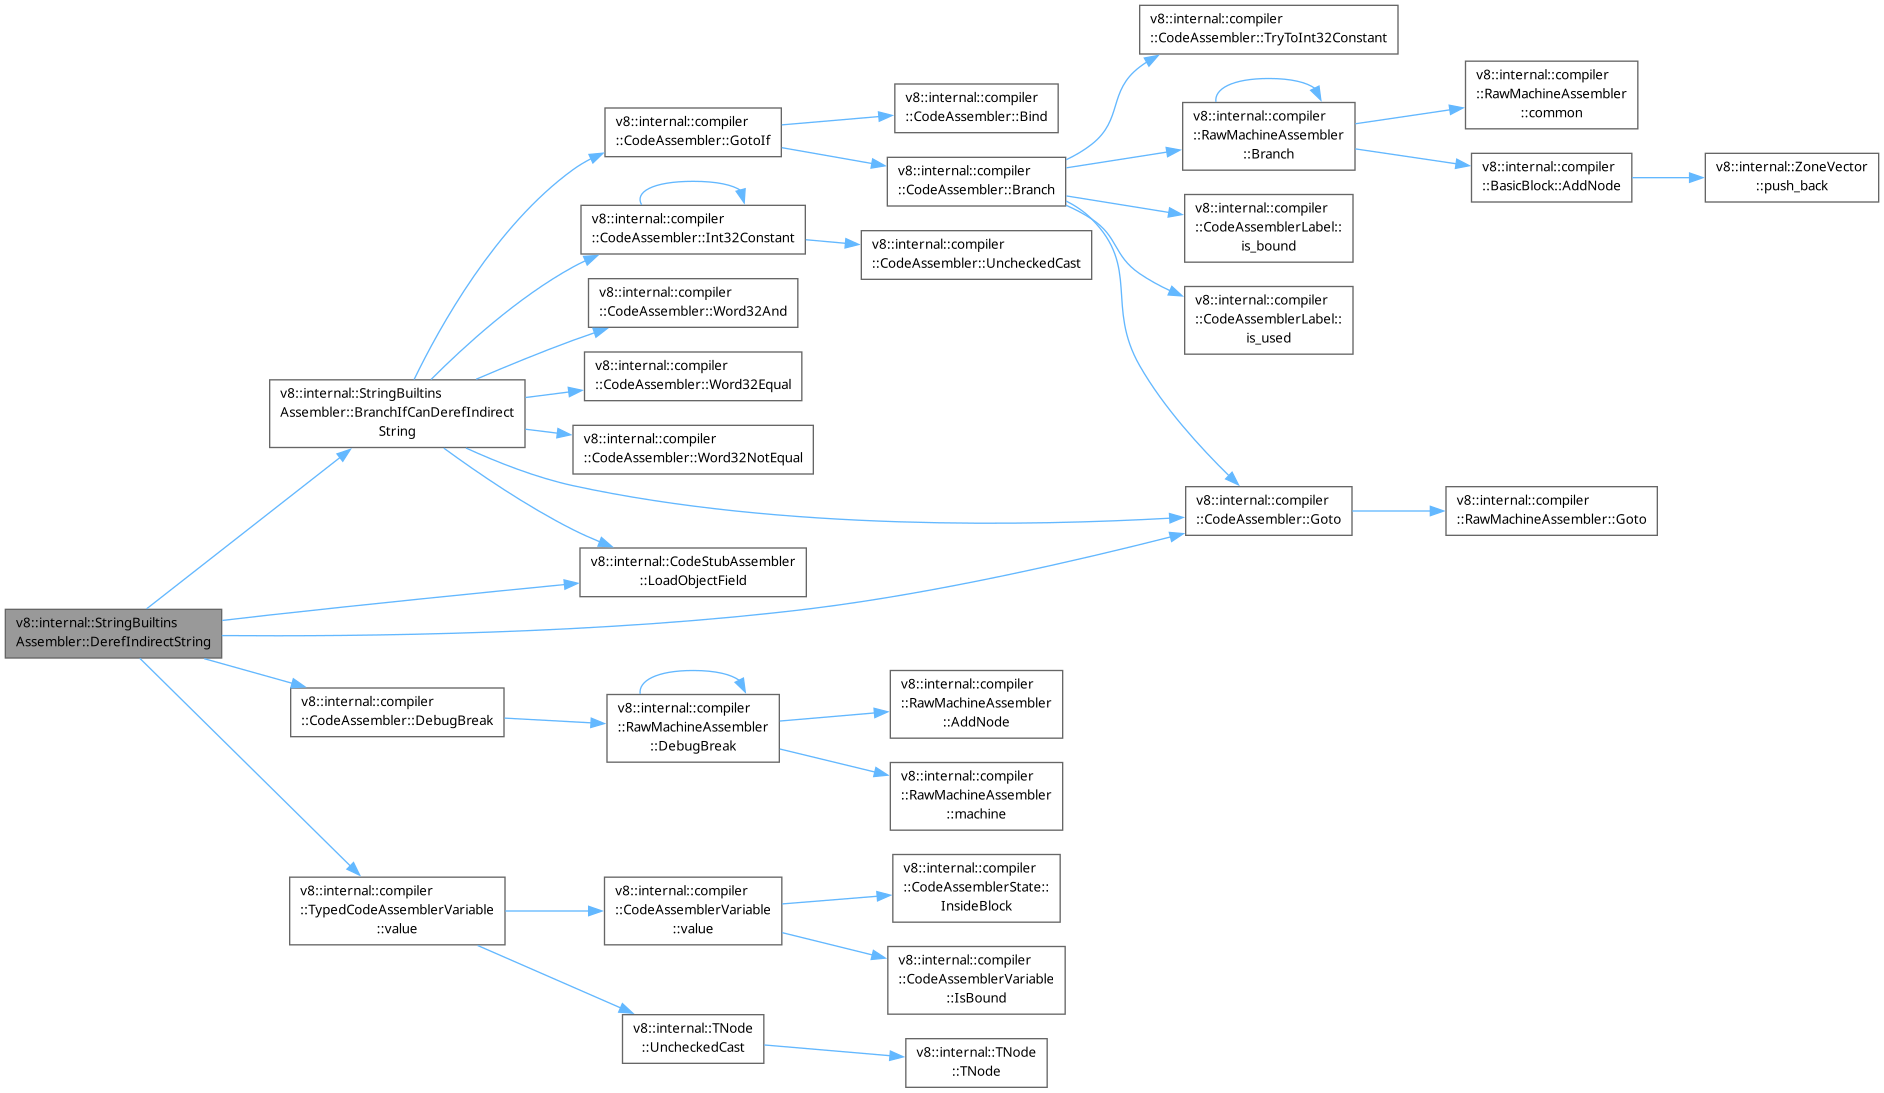 v8::internal::compiler
::CodeAssembler::TryToInt32Constant
v8::internal::compiler
::RawMachineAssembler
::common
v8::internal::compiler
::CodeAssembler::Bind
v8::internal::compiler
::RawMachineAssembler
::Branch
v8::internal::compiler
::CodeAssembler::GotoIf
v8::internal::compiler
::BasicBlock::AddNode
v8::internal::ZoneVector
::push_back
v8::internal::compiler
::CodeAssembler::Branch
v8::internal::compiler
::CodeAssemblerLabel::
is_bound
v8::internal::compiler
::CodeAssembler::Int32Constant
v8::internal::compiler
::CodeAssembler::UncheckedCast
v8::internal::compiler
::CodeAssembler::Word32And
v8::internal::compiler
::CodeAssemblerLabel::
is_used
v8::internal::compiler
::CodeAssembler::Word32Equal
v8::internal::StringBuiltins
Assembler::BranchIfCanDerefIndirect
String
v8::internal::compiler
::CodeAssembler::Word32NotEqual
v8::internal::compiler
::CodeAssembler::Goto
v8::internal::compiler
::RawMachineAssembler::Goto
v8::internal::CodeStubAssembler
::LoadObjectField
v8::internal::StringBuiltins
Assembler::DerefIndirectString
v8::internal::compiler
::CodeAssembler::DebugBreak
v8::internal::compiler
::RawMachineAssembler
::DebugBreak
v8::internal::compiler
::RawMachineAssembler
::AddNode
v8::internal::compiler
::RawMachineAssembler
::machine
v8::internal::compiler
::TypedCodeAssemblerVariable
::value
v8::internal::compiler
::CodeAssemblerVariable
::value
v8::internal::compiler
::CodeAssemblerState::
InsideBlock
v8::internal::compiler
::CodeAssemblerVariable
::IsBound
v8::internal::TNode
::UncheckedCast
v8::internal::TNode
::TNode